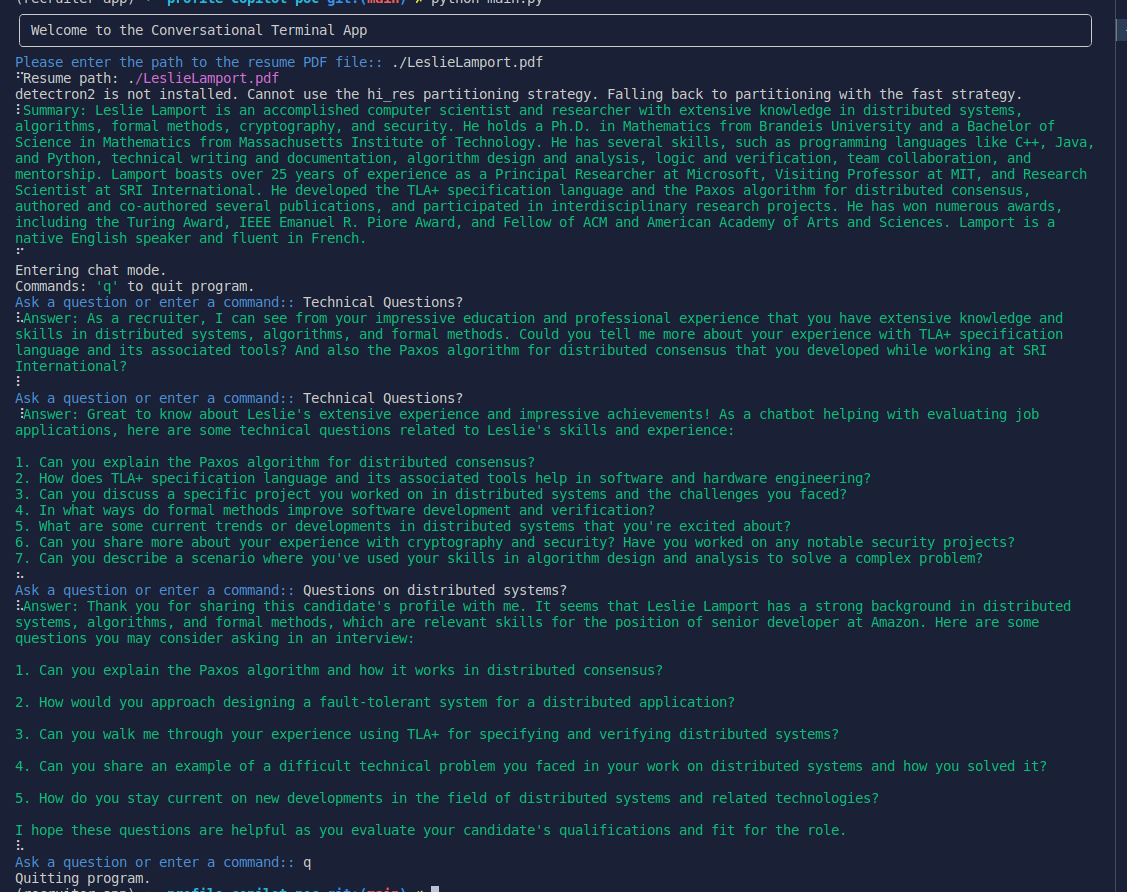 (recruiter-app) profile-copilot-poc git:(main) ✗ python main.py
Welcome to the Conversational Terminal App
Please enter the path to the resume PDF file:: ./LeslieLamport.pdf
Resume path: ./LeslieLamport.pdf
detectron2 is not installed. Cannot use the hi_res partitioning strategy. Falling back to partitioning with the fast strategy.
Summary: Leslie Lamport is an accomplished computer scientist and researcher with extensive knowledge in distributed systems,
algorithms, formal methods, cryptography, and security. He holds a Ph.D. in Mathematics from Brandeis University and a Bachelor of
Science in Mathematics from Massachusetts Institute of Technology. He has several skills, such as programming languages like C++, Java,
and Python, technical writing and documentation, algorithm design and analysis, logic and verification, team collaboration, and
mentorship. Lamport boasts over 25 years of experience as a Principal Researcher at Microsoft, Visiting Professor at MIT, and Research
Scientist at SRI International. He developed the TLA+ specification language and the Paxos algorithm for distributed consensus,
authored and co-authored several publications, and participated in interdisciplinary research projects. He has won numerous awards,
including the Turing Award, IEEE Emanuel R. Piore Award, and Fellow of ACM and American Academy of Arts and Sciences. Lamport is a
native English speaker and fluent in French.
Entering chat mode.
Commands: 'q' to quit program.
Ask a question or enter a command:: Technical Questions?
Answer: As a recruiter, I can see from your impressive education and professional experience that you have extensive knowledge and
skills in distributed systems, algorithms, and formal methods. Could you tell me more about your experience with TLA+ specification
language and its associated tools? And also the Paxos algorithm for distributed consensus that you developed while working at SRI
International?
Ask a question or enter a command:: Technical Questions?
Answer: Great to know about Leslie's extensive experience and impressive achievements! As a chatbot helping with evaluating job
applications, here are some technical questions related to Leslie's skills and experience:
1. Can you explain the Paxos algorithm for distributed consensus?
2. How does TLA+ specification language and its associated tools help in software and hardware engineering?
3. Can you discuss a specific project you worked on in distributed systems and the challenges you faced?
4. In what ways do formal methods improve software development and verification?
5. What are some current trends or developments in distributed systems that you're excited about?
6. Can you share more about your experience with cryptography and security? Have you worked on any notable security projects?
7. Can you describe a scenario where you've used your skills in algorithm design and analysis to solve a complex problem?
Ask a question or enter a command:: Questions on distributed systems?
Answer: Thank you for sharing this candidate's profile with me. It seems that Leslie Lamport has a strong background in distributed
systems, algorithms, and formal methods, which are relevant skills for the position of senior developer at Amazon. Here are some
questions you may consider asking in an interview:
1. Can you explain the Paxos algorithm and how it works in distributed consensus?
2. How would you approach designing a fault-tolerant system for a distributed application?
3. Can you walk me through your experience using TLA+ for specifying and verifying distributed systems?
4. Can you share an example of a difficult technical problem you faced in your work on distributed systems and how you solved it?
5. How do you stay current on new developments in the field of distributed systems and related technologies?
I hope these questions are helpful as you evaluate your candidate's qualifications and fit for the role.
Ask a question or enter a command:: q
Quitting program.
(recruiter-app) profile-copilot-poc git:(main) ✗